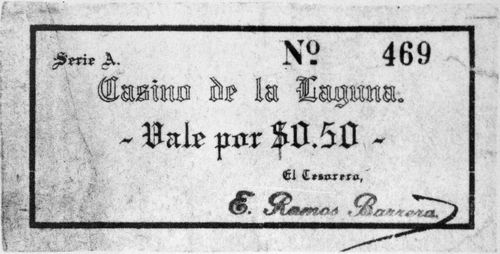 Serie A.
Nº 469
Casino de la Laguna.
- Vale por $0.50 -
El Tesorero,
E. Ramos Barrera.